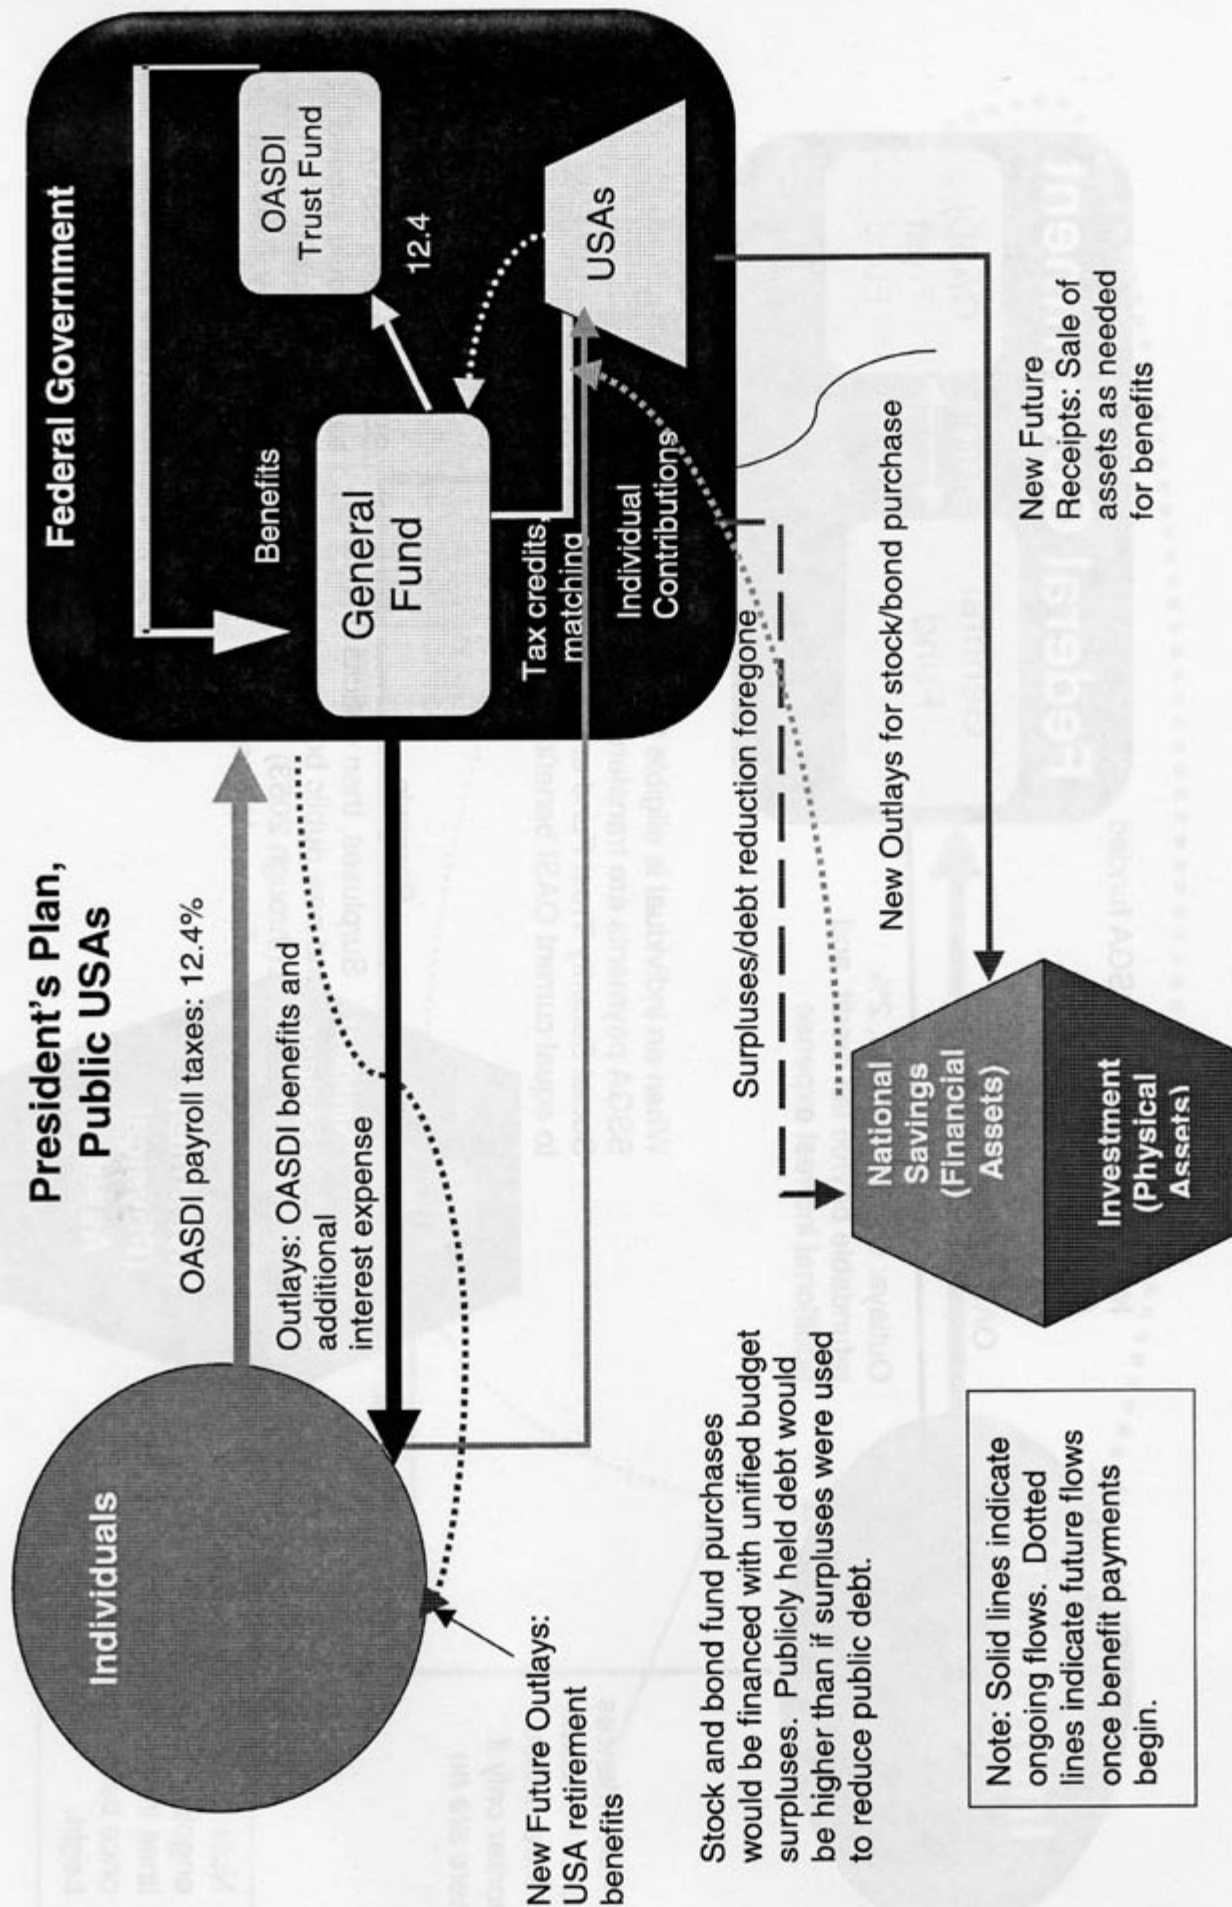 President's Plan,
Public USAs
Individuals
OASDI payroll taxes: 12.4%
Outlays: OASDI benefits and
additional
interest expense
Federal Government
Benefits
OASDI
Trust Fund
General
Fund
12.4
Tax credits,
matching
USAs
Individual
Contributions
New Future Outlays:
USA retirement
benefits
Surpluses/debt reduction foregone
New Outlays for stock/bond purchase
New Future
Receipts: Sale of
assets as needed
for benefits
National
Savings
(Financial
Assets)
Investment
(Physical
Assets)
Stock and bond fund purchases
would be financed with unified budget
surpluses. Publicly held debt would
be higher than if surpluses were used
to reduce public debt.
Note: Solid lines indicate
ongoing flows. Dotted
lines indicate future flows
once benefit payments
begin.